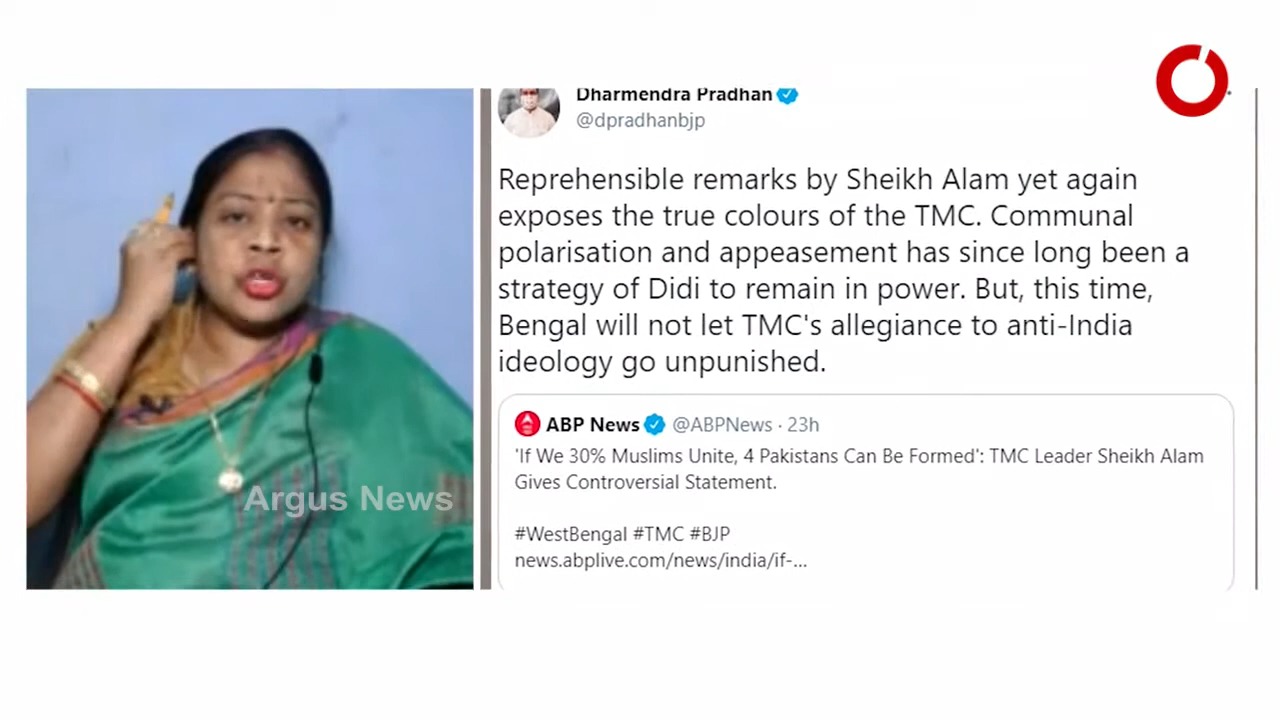 Dharmendra Pradhan
@dpradhanbjp
Reprehensible remarks by Sheikh Alam yet again
exposes the true colours of the TMC. Communal
polarisation and appeasement has since long been a
strategy of Didi to remain in power. But, this time,
Bengal will not let TMC's allegiance to anti-India
ideology go unpunished.
ABP News @ABPNews · 23h
'If We 30% Muslims Unite, 4 Pakistans Can Be Formed': TMC Leader Sheikh Alam
Gives Controversial Statement.
#WestBengal #TMC #BJP
news.abplive.com/news/india/if-...
Argus News